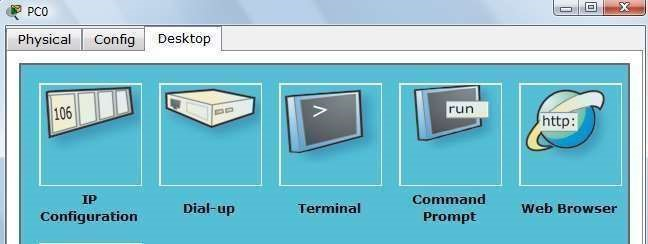 PC0
Physical Config Desktop
106
>
run
http:
IP
Configuration
Dial-up
Terminal
Command
Prompt
Web Browser